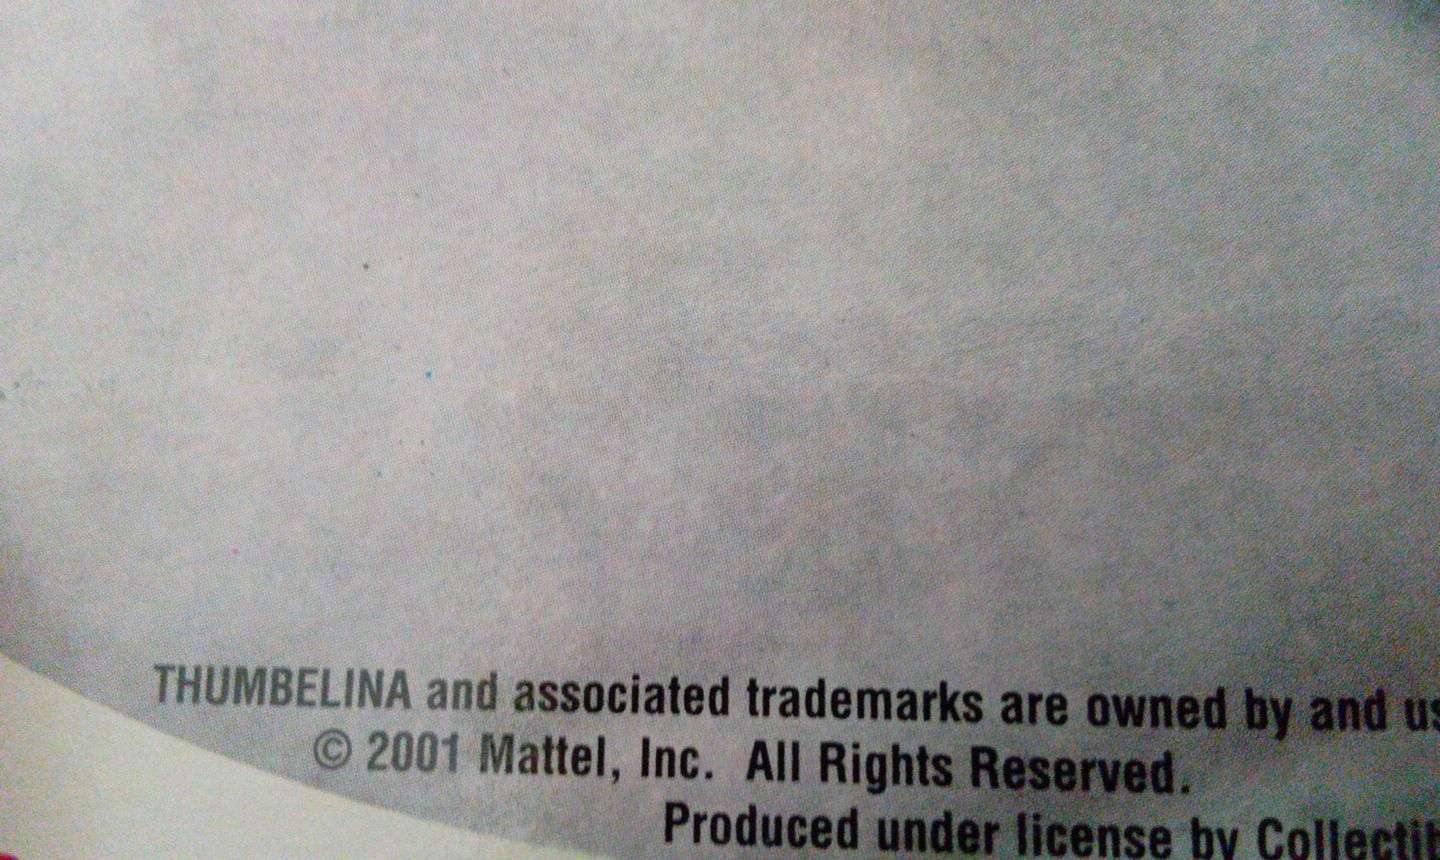 THUMBELINA and associated trademarks are owned by and
© 2001 Mattel, Inc. All Rights Reserved.
Produced under license by